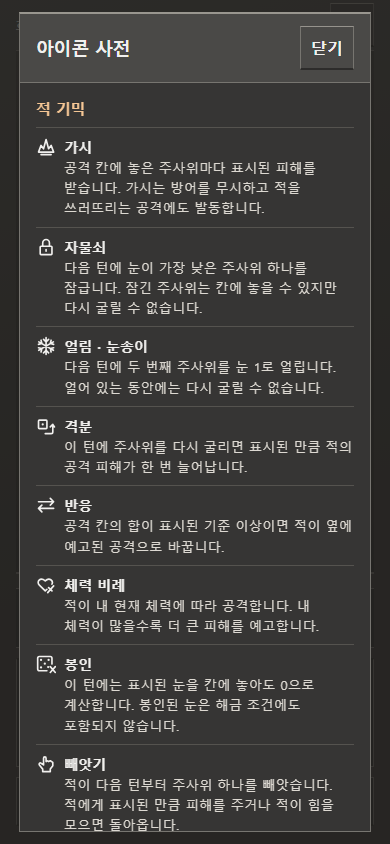 아이콘 사전
닫기
적 기믹
가시
공격 칸에 놓은 주사위마다 표시된 피해를
받습니다. 가시는 방어를 무시하고 적을
쓰러뜨리는 공격에도 발동합니다.
자물쇠
다음 턴에 눈이 가장 낮은 주사위 하나를
잠급니다. 잠긴 주사위는 칸에 놓을 수 있지만
다시 굴릴 수 없습니다.
얼림 · 눈송이
다음 턴에 두 번째 주사위를 눈 1로 얼립니다.
얼어 있는 동안에는 다시 굴릴 수 없습니다.
격분
이 턴에 주사위를 다시 굴리면 표시된 만큼 적의
공격 피해가 한 번 늘어납니다.
반응
공격 칸의 합이 표시된 기준 이상이면 적이 옆에
예고된 공격으로 바꿉니다.
체력 비례
적이 내 현재 체력에 따라 공격합니다. 내
체력이 많을수록 더 큰 피해를 예고합니다.
봉인
이 턴에는 표시된 눈을 칸에 놓아도 0으로
계산합니다. 봉인된 눈은 해금 조건에도
포함되지 않습니다.
빼앗기
적이 다음 턴부터 주사위 하나를 빼앗습니다.
적에게 표시된 만큼 피해를 주거나 적이 힘을
모으면 돌아옵니다.